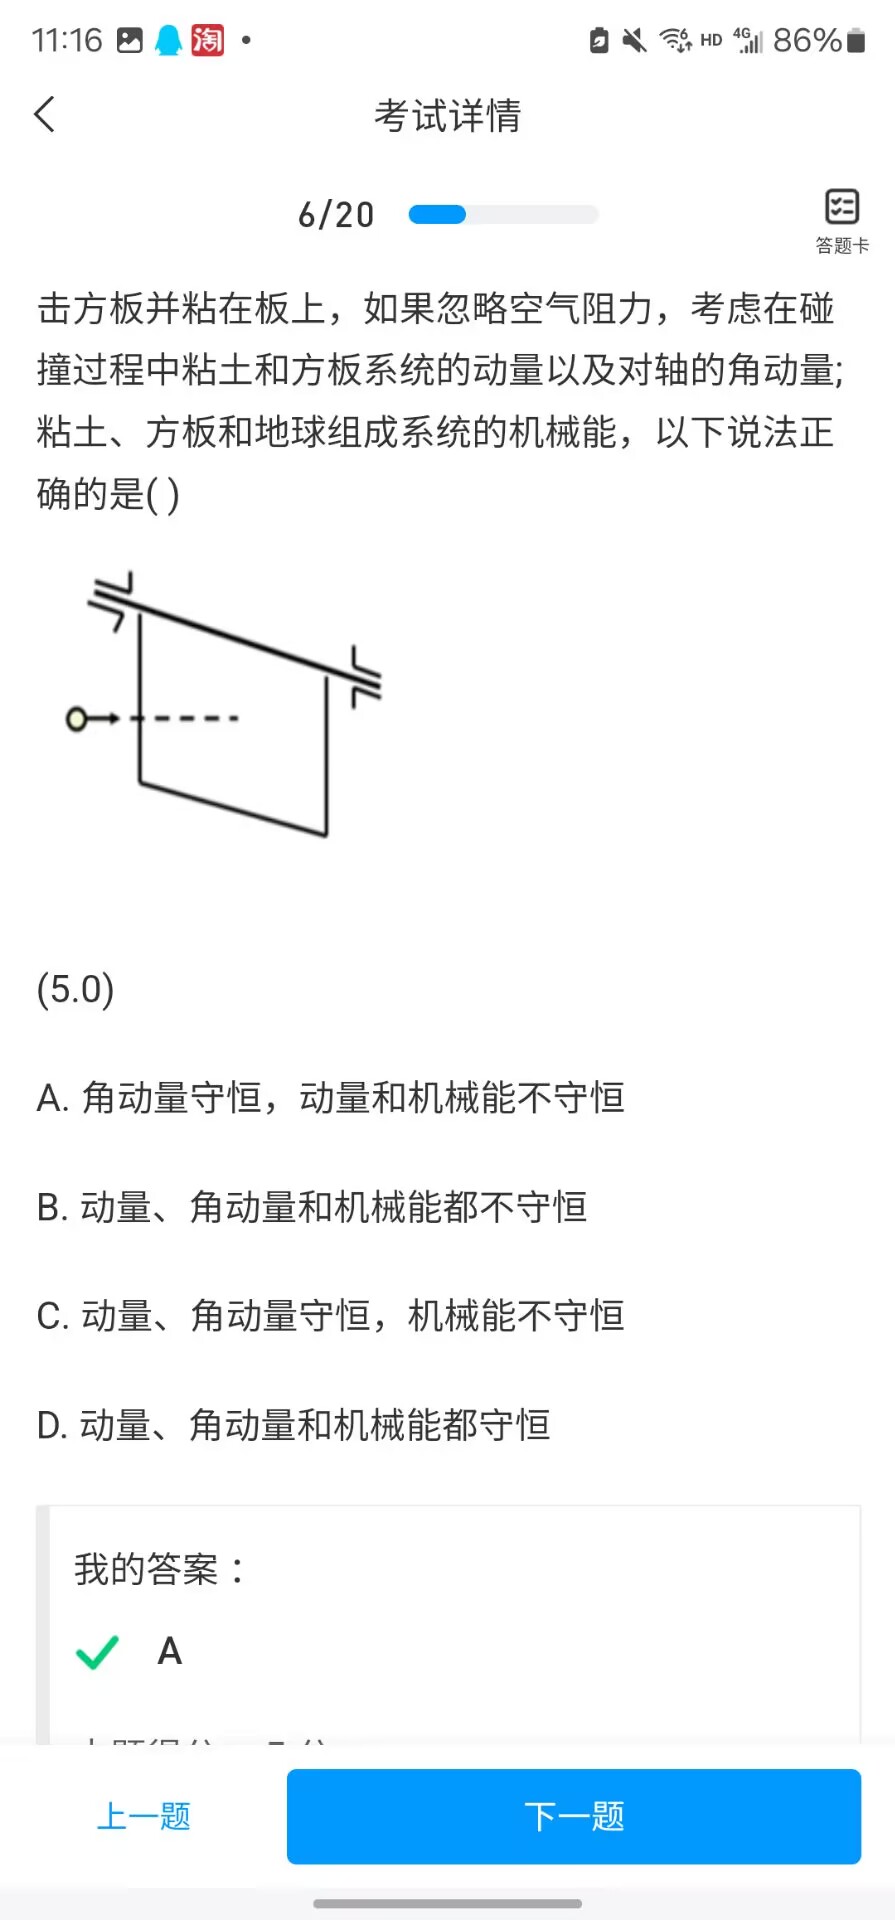 11:16 淘 HD 4G 6 86%
考试详情
6/20
答题卡
击方板并粘在板上，如果忽略空气阻力，考虑在碰
撞过程中粘土和方板系统的动量以及对轴的角动量;
粘土、方板和地球组成系统的机械能，以下说法正
确的是( )
(5.0)
A. 角动量守恒，动量和机械能不守恒
B. 动量、角动量和机械能都不守恒
C. 动量、角动量守恒，机械能不守恒
D. 动量、角动量和机械能都守恒
我的答案：
A
上一题
下一题